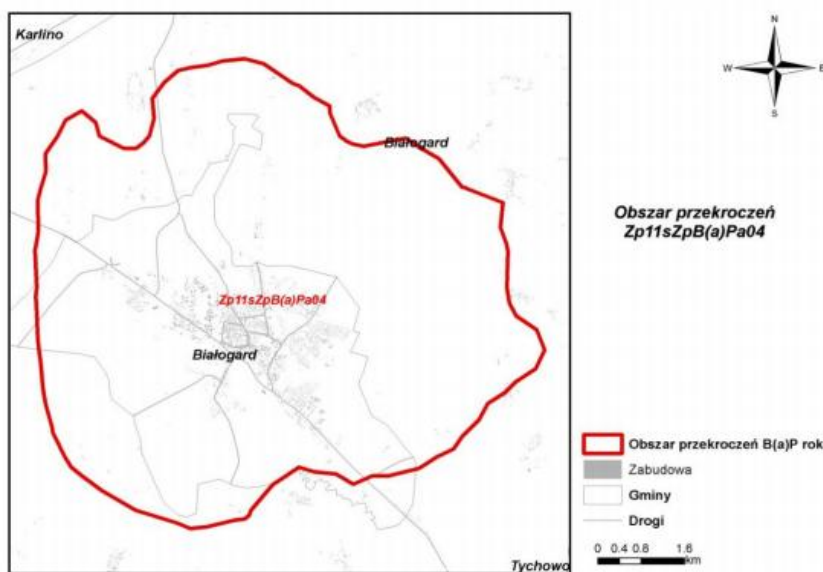 Karlino
Białogard
Zp11sZpB(a)Pa04
Białogard
Tychowo
N
W
E
S
Obszar przekroczeń
Zp11sZpB(a)Pa04
Obszar przekroczeń B(a)P rok
Zabudowa
Gminy
Drogi
0 0.4 0.8 1.6
km